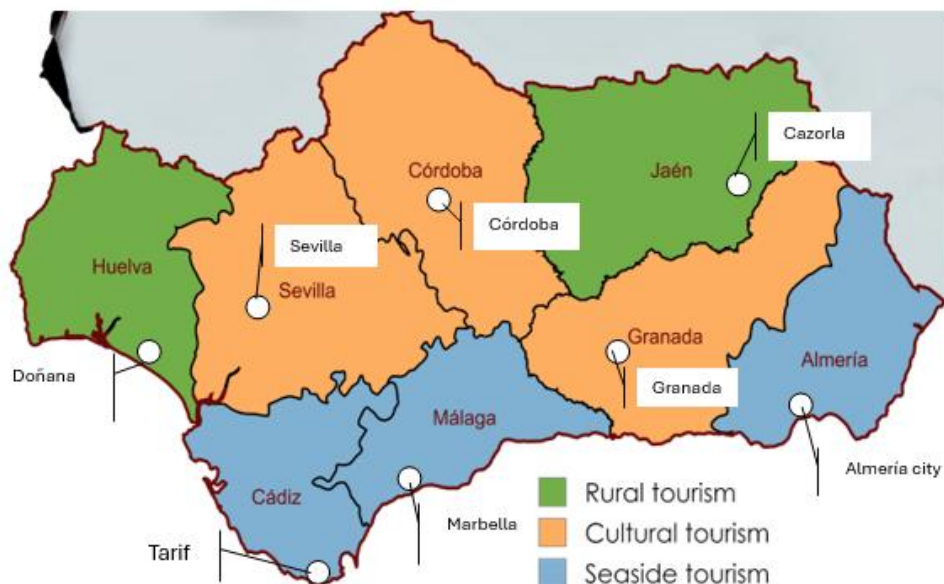 Cazorla
Córdoba
Jaén
Córdoba
Sevilla
Huelva
Sevilla
Granada
Almería
Doñana
Granada
Málaga
Almería city
Cádiz
Marbella
Tarif
Rural tourism
Cultural tourism
Seaside tourism